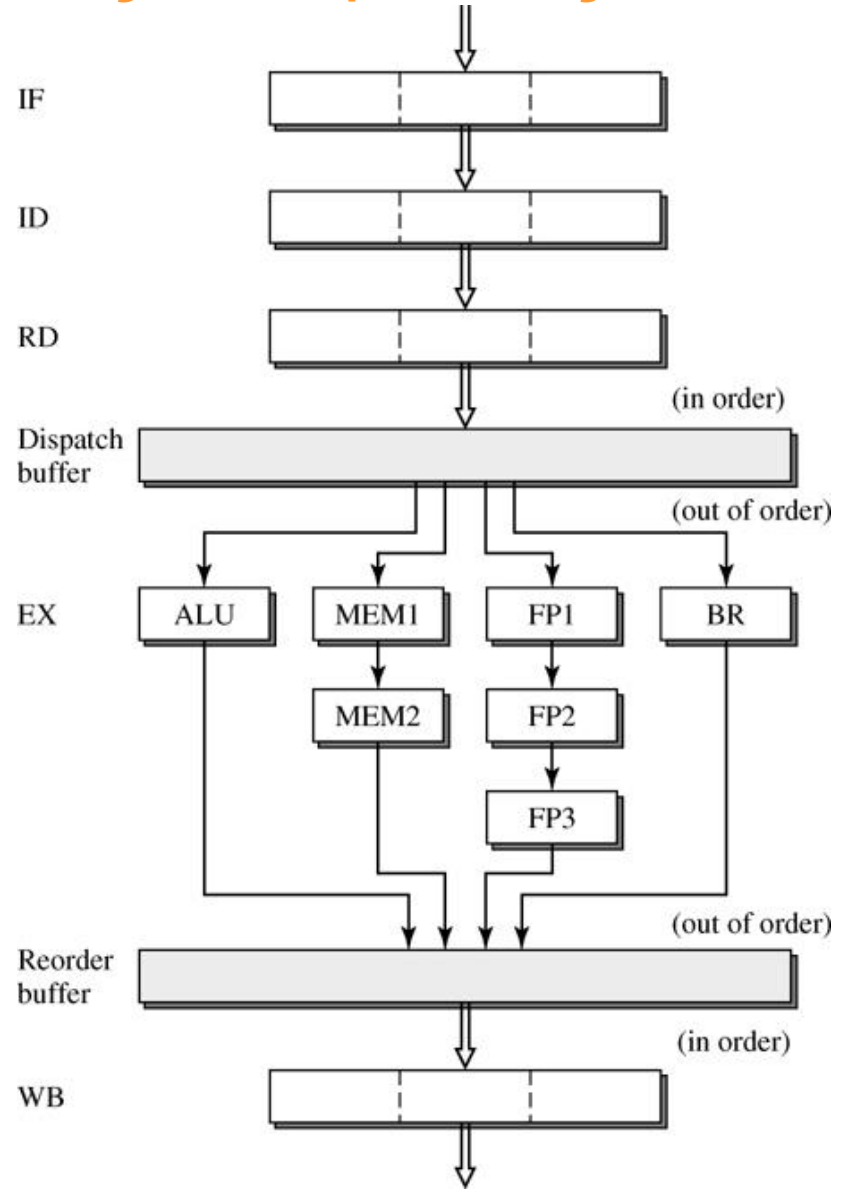 IF
ID
RD
(in order)
Dispatch
buffer
(out of order)
EX
ALU
MEM1
FP1
BR
MEM2
FP2
FP3
(out of order)
Reorder
buffer
(in order)
WB